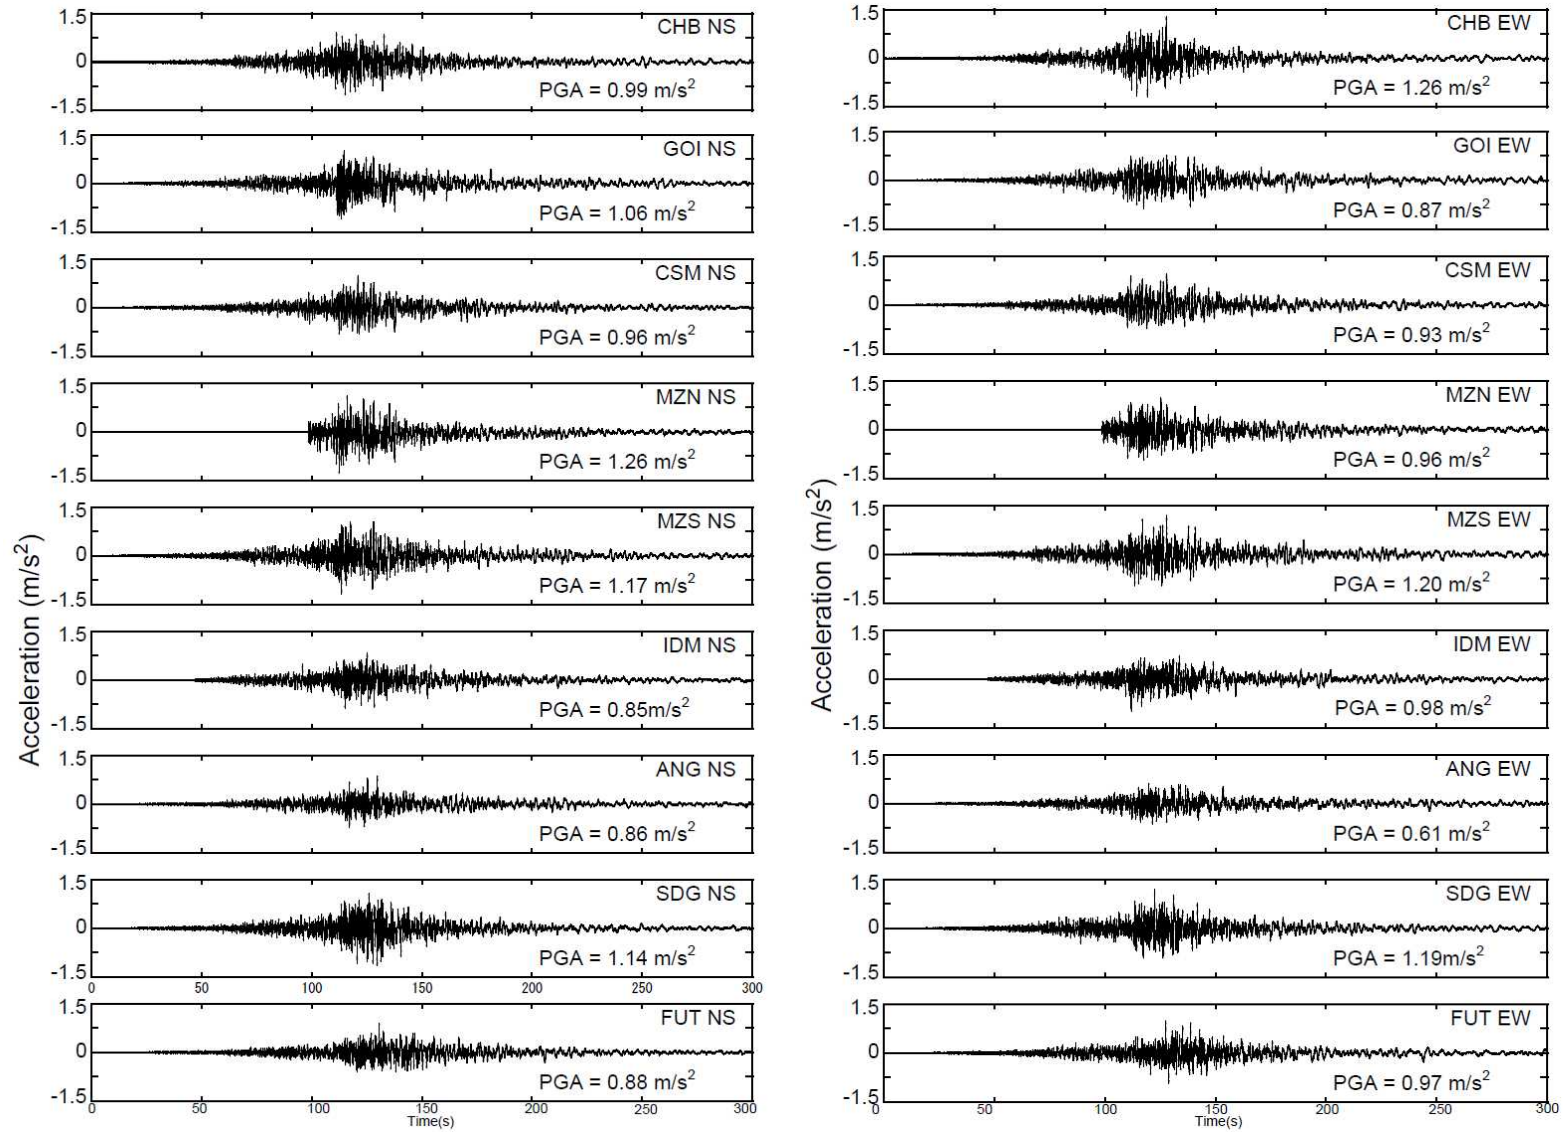 Acceleration (m/s2)
1.5
CHB NS
0
PGA = 0.99 m/s2
-1.5
1.5
GOI NS
0
PGA = 1.06 m/s2
-1.5
1.5
CSM NS
0
PGA = 0.96 m/s2
-1.5
1.5
MZN NS
0
PGA = 1.26 m/s2
-1.5
1.5
MZS NS
0
PGA = 1.17 m/s2
-1.5
1.5
IDM NS
0
PGA = 0.85m/s2
-1.5
1.5
ANG NS
0
PGA = 0.86 m/s2
-1.5
1.5
SDG NS
0
PGA = 1.14 m/s2
-1.5
0 50 100 150 200 250 300
1.5
FUT NS
0
PGA = 0.88 m/s2
-1.5
0 50 100 150 200 250 300
Time(s)
Acceleration (m/s2)
1.5
CHB EW
0
PGA = 1.26 m/s2
-1.5
1.5
GOI EW
0
PGA = 0.87 m/s2
-1.5
1.5
CSM EW
0
PGA = 0.93 m/s2
-1.5
1.5
MZN EW
0
PGA = 0.96 m/s2
-1.5
1.5
MZS EW
0
PGA = 1.20 m/s2
-1.5
1.5
IDM EW
0
PGA = 0.98 m/s2
-1.5
1.5
ANG EW
0
PGA = 0.61 m/s2
-1.5
1.5
SDG EW
0
PGA = 1.19m/s2
-1.5
1.5
FUT EW
0
PGA = 0.97 m/s2
-1.5
0 50 100 150 200 250 300
Time(s)